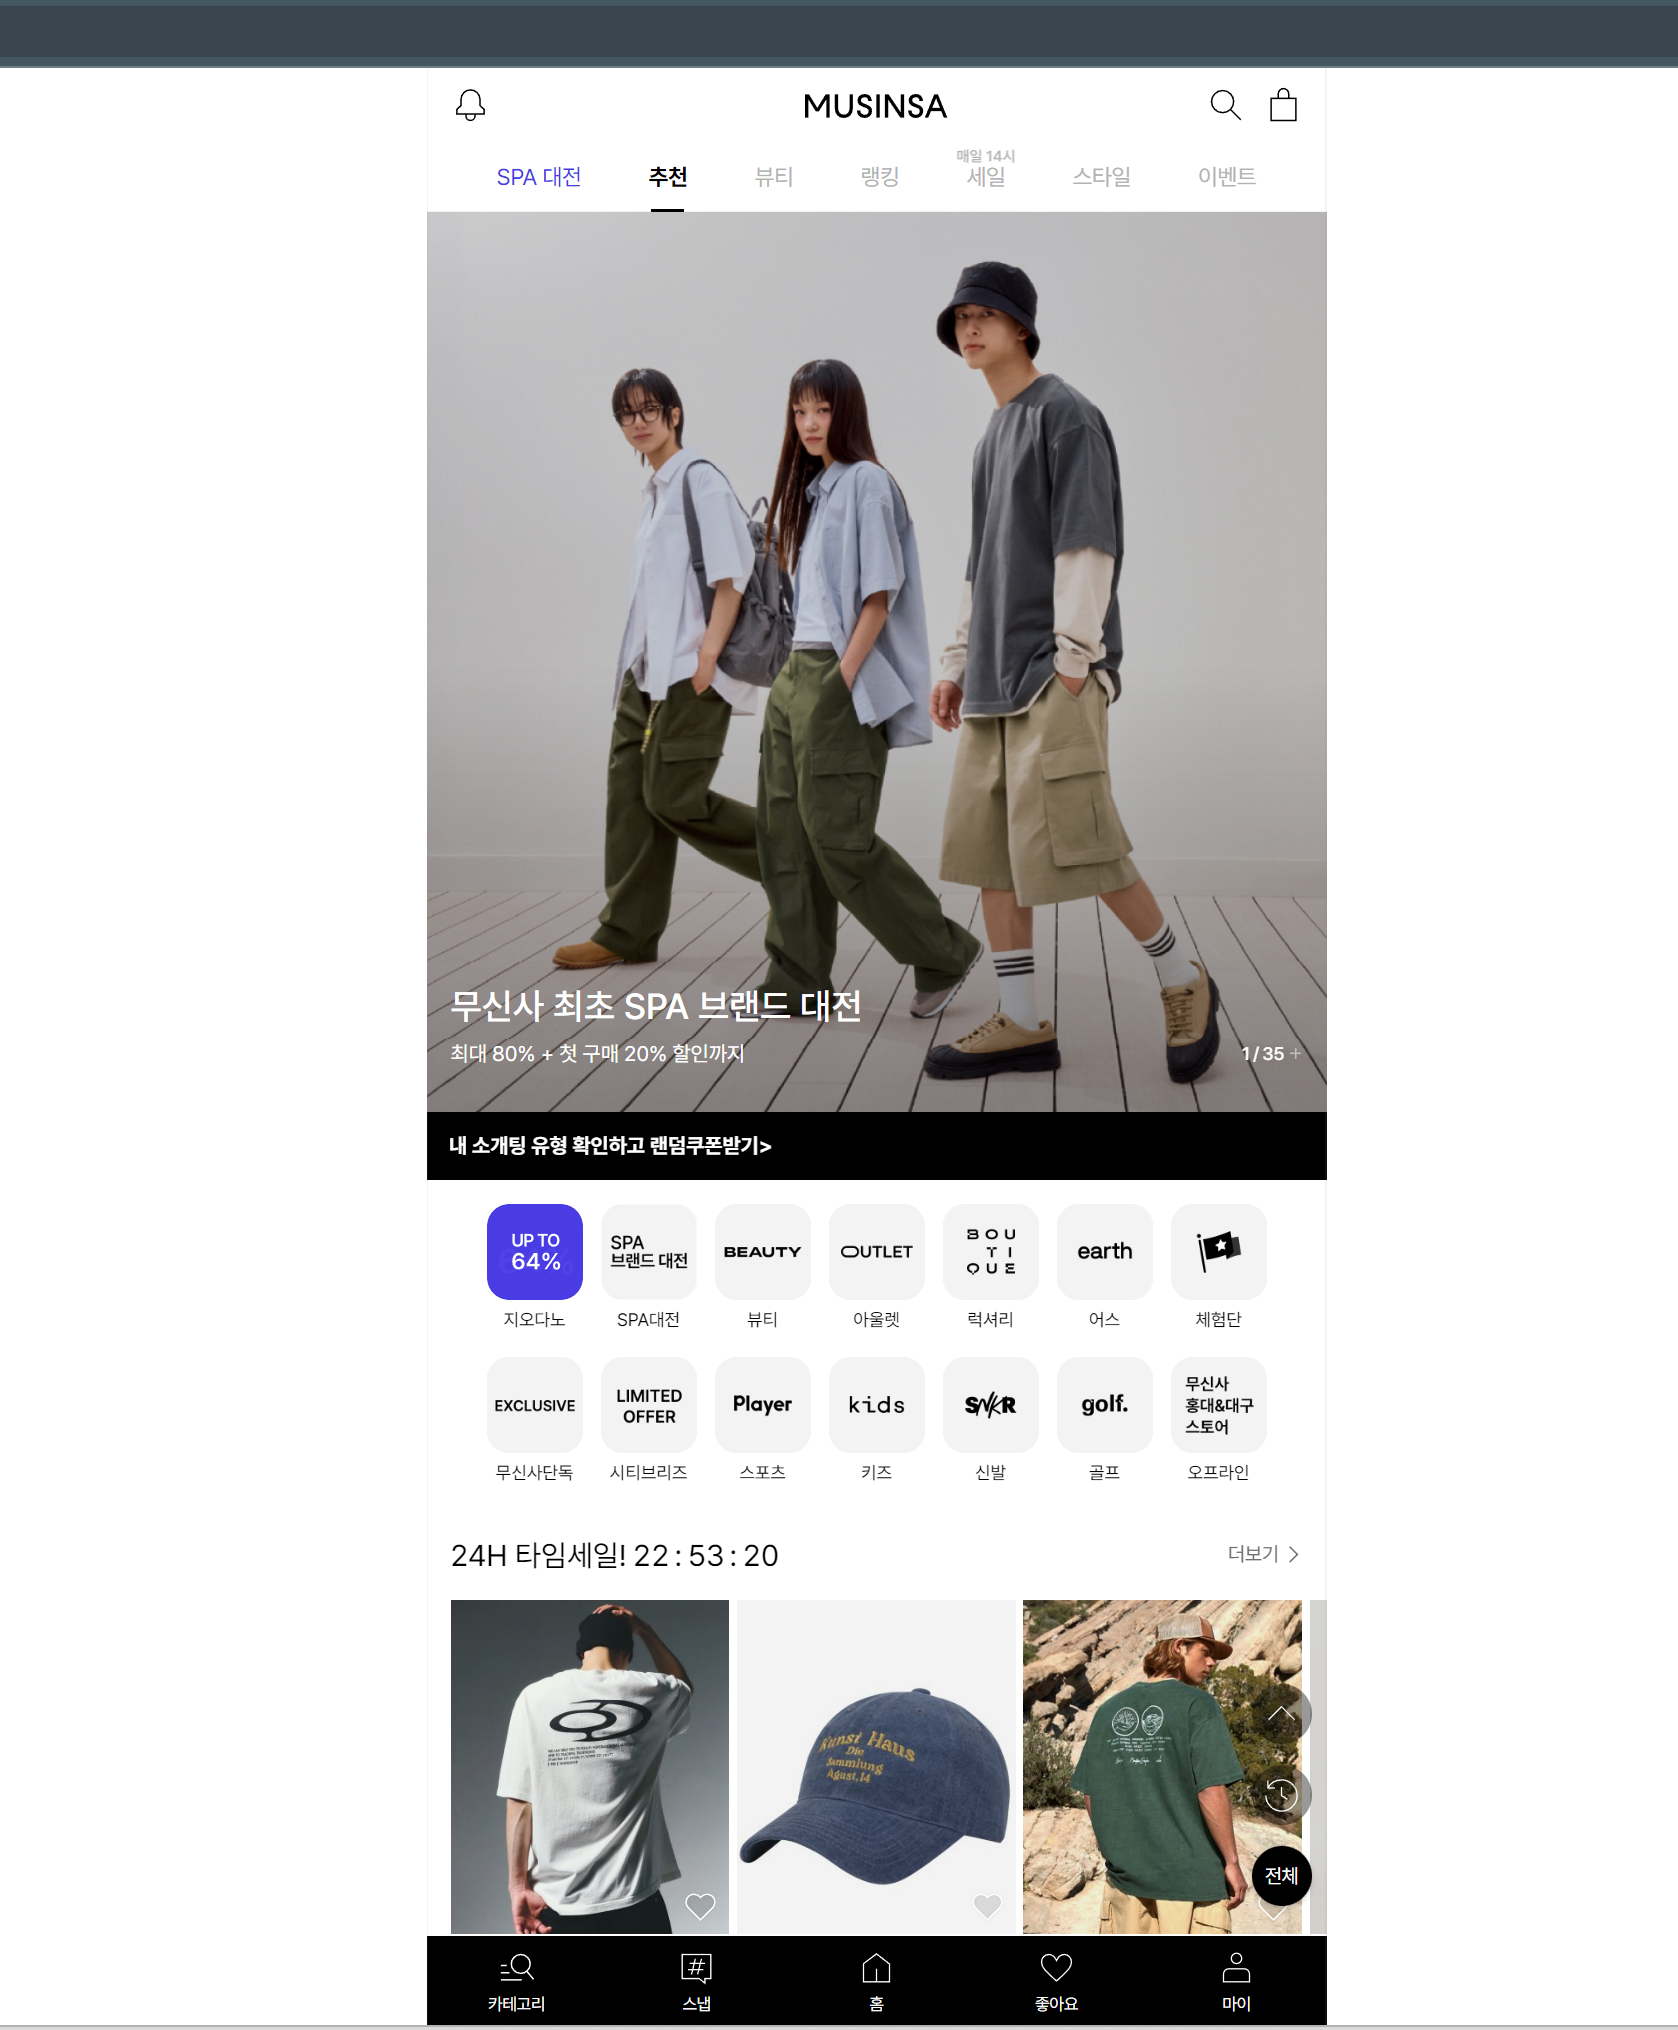 MUSINSA
매일 14시
SPA 대전 추천 뷰티 랭킹 세일 스타일 이벤트
무신사 최초 SPA 브랜드 대전
최대 80% + 첫 구매 20% 할인까지
1 / 35 +
내 소개팅 유형 확인하고 랜덤쿠폰받기>
UP TO
64%
SPA
브랜드 대전
BEAUTY
OUTLET
BOU
TI
QUE
earth
지오다노 SPA대전 뷰티 아울렛 럭셔리 어스 체험단
EXCLUSIVE
LIMITED
OFFER
Player
kids
SNKR
golf.
무신사
홍대&대구
스토어
무신사단독 시티브리즈 스포츠 키즈 신발 골프 오프라인
24H 타임세일! 22 : 53 : 20
더보기 >
Kunst Haus
Die
Sammlung
Agust,14
전체
카테고리 스냅 홈 좋아요 마이